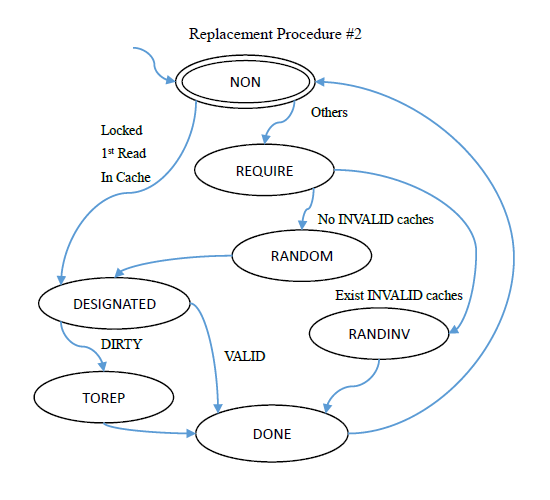 Replacement Procedure #2
NON
Others
Locked
1st Read
In Cache
REQUIRE
No INVALID caches
RANDOM
Exist INVALID caches
DESIGNATED
RANDINV
DIRTY
VALID
TOREP
DONE